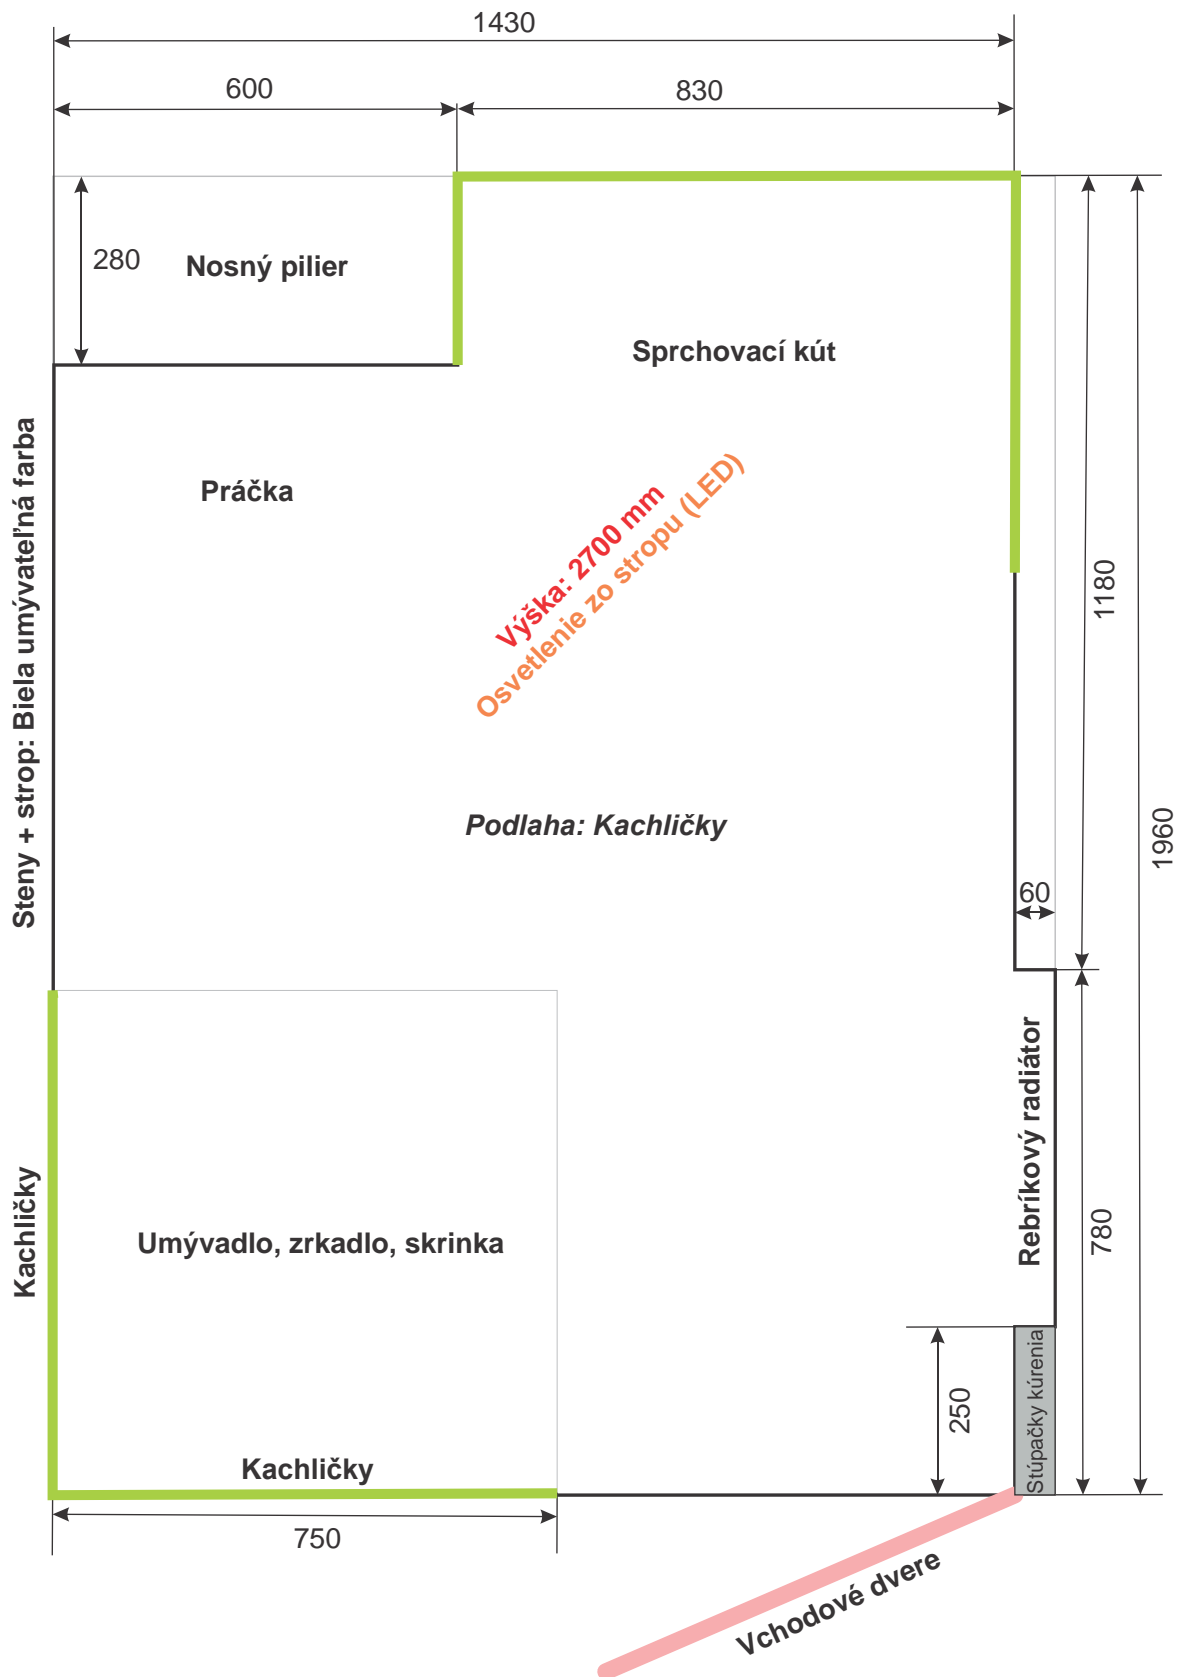 1430
600
830
280
Nosný pilier
Sprchovací kút
Práčka
Výška: 2700 mm
Osvetlenie zo stropu (LED)
Steny + strop: Biela umývateľná farba
1180
1960
Podlaha: Kachličky
60
Rebríkový radiátor
780
Kachličky
Umývadlo, zrkadlo, skrinka
250
Stúpačky kúrenia
Kachličky
750
Vchodové dvere